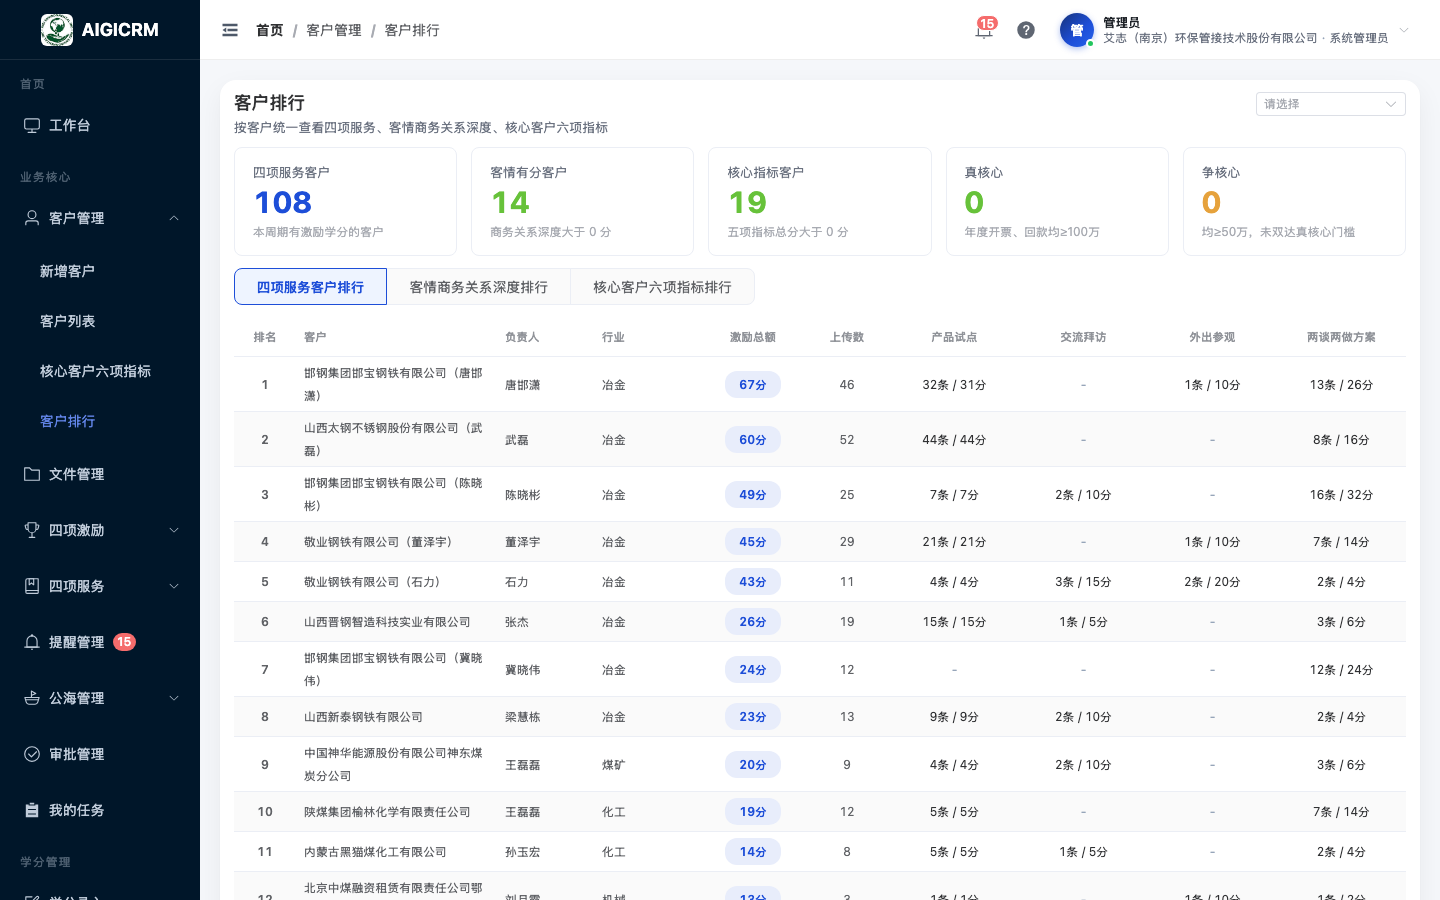 AIGICRM
首页 / 客户管理 / 客户排行
15
?
管
管理员
艾志（南京）环保管接技术股份有限公司 · 系统管理员
首页
工作台
业务核心
客户管理
新增客户
客户列表
核心客户六项指标
客户排行
文件管理
四项激励
四项服务
提醒管理 15
公海管理
审批管理
我的任务
学分管理
客户排行
请选择
按客户统一查看四项服务、客情商务关系深度、核心客户六项指标
四项服务客户
108
本周期有激励学分的客户
客情有分客户
14
商务关系深度大于 0 分
核心指标客户
19
五项指标总分大于 0 分
真核心
0
年度开票、回款均≥100万
争核心
0
均≥50万，未双达真核心门槛
四项服务客户排行 客情商务关系深度排行 核心客户六项指标排行
排名 客户 负责人 行业 激励总额 上传数 产品试点 交流拜访 外出参观 两谈两做方案
1 邯钢集团邯宝钢铁有限公司（唐邯
潇） 唐邯潇 冶金 67分 46 32条 / 31分 - 1条 / 10分 13条 / 26分
2 山西太钢不锈钢股份有限公司（武
磊） 武磊 冶金 60分 52 44条 / 44分 - - 8条 / 16分
3 邯钢集团邯宝钢铁有限公司（陈晓
彬） 陈晓彬 冶金 49分 25 7条 / 7分 2条 / 10分 - 16条 / 32分
4 敬业钢铁有限公司（董泽宇） 董泽宇 冶金 45分 29 21条 / 21分 - 1条 / 10分 7条 / 14分
5 敬业钢铁有限公司（石力） 石力 冶金 43分 11 4条 / 4分 3条 / 15分 2条 / 20分 2条 / 4分
6 山西晋钢智造科技实业有限公司 张杰 冶金 26分 19 15条 / 15分 1条 / 5分 - 3条 / 6分
7 邯钢集团邯宝钢铁有限公司（冀晓
伟） 冀晓伟 冶金 24分 12 - - - 12条 / 24分
8 山西新泰钢铁有限公司 梁慧栋 冶金 23分 13 9条 / 9分 2条 / 10分 - 2条 / 4分
9 中国神华能源股份有限公司神东煤
炭分公司 王磊磊 煤矿 20分 9 4条 / 4分 2条 / 10分 - 3条 / 6分
10 陕煤集团榆林化学有限责任公司 王磊磊 化工 19分 12 5条 / 5分 - - 7条 / 14分
11 内蒙古黑猫煤化工有限公司 孙玉宏 化工 14分 8 5条 / 5分 1条 / 5分 - 2条 / 4分
12 北京中煤融资租赁有限责任公司鄂 机械 13分 3 1条 / 1分 - 1条 / 10分 1条 / 2分